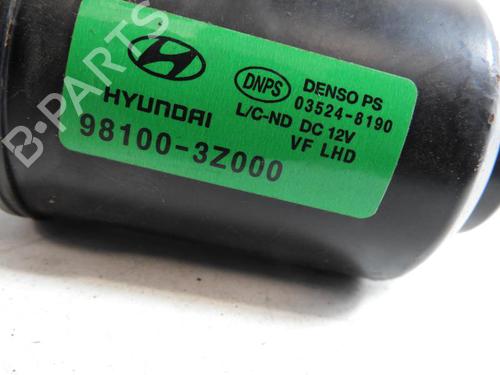 HYUNDAI
98100-3Z000
DNPS
DENSO PS
03524-8190
L/C-ND DC 12V
VF LHD
B-Parts